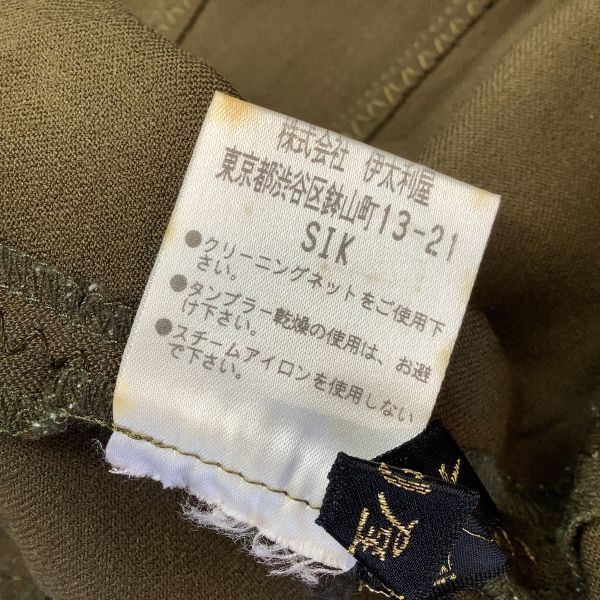 株式会社 伊太利屋
東京都渋谷区鉢山町13-21
SIK
●クリーニングネットをご使用下
さい。
●タンブラー乾燥の使用は、お避
け下さい。
●スチームアイロンを使用しない
で下さい。